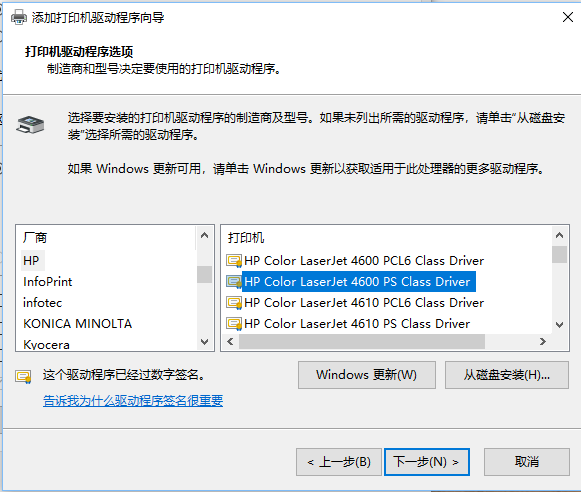 添加打印机驱动程序向导
打印机驱动程序选项
制造商和型号决定要使用的打印机驱动程序。
选择要安装的打印机驱动程序的制造商及型号。如果未列出所需的驱动程序，请单击“从磁盘安
装”选择所需的驱动程序。
如果 Windows 更新可用，请单击 Windows 更新以获取适用于此处理器的更多驱动程序。
厂商
HP
InfoPrint
infotec
KONICA MINOLTA
Kyocera
打印机
HP Color LaserJet 4600 PCL6 Class Driver
HP Color LaserJet 4600 PS Class Driver
HP Color LaserJet 4610 PCL6 Class Driver
HP Color LaserJet 4610 PS Class Driver
这个驱动程序已经过数字签名。
告诉我为什么驱动程序签名很重要
Windows 更新(W)
从磁盘安装(H)...
< 上一步(B)
下一步(N) >
取消